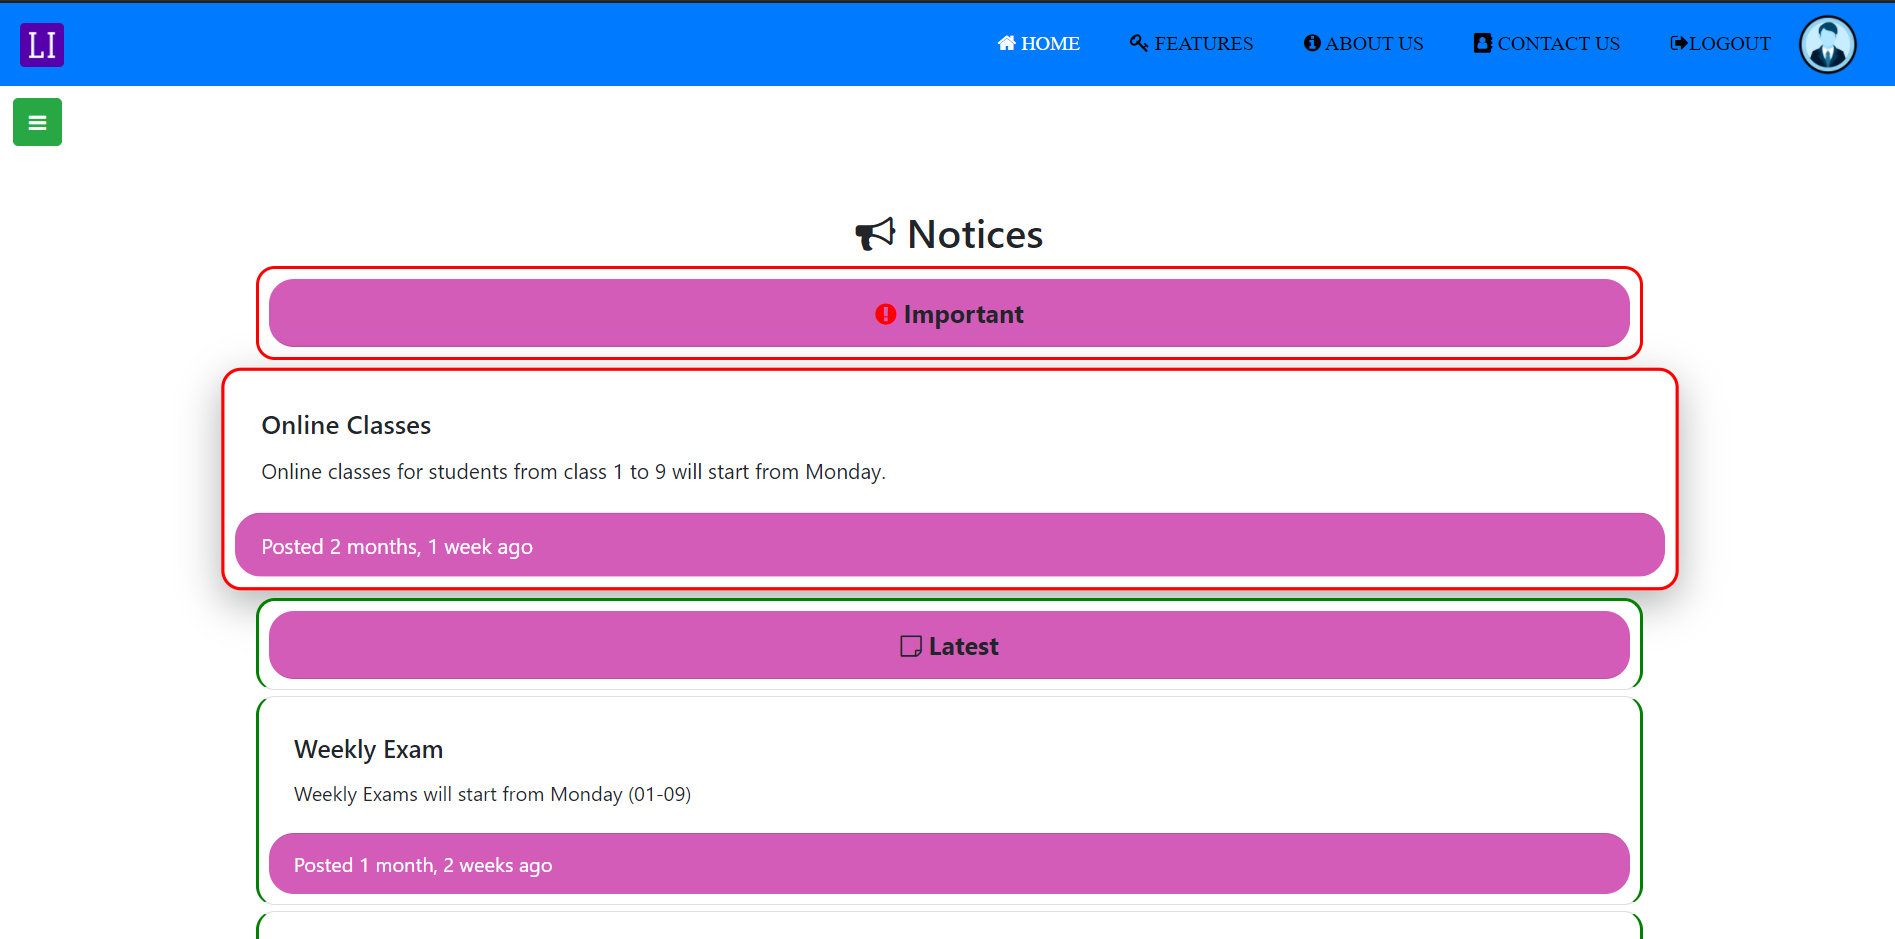 LI
HOME
FEATURES
ABOUT US
CONTACT US
LOGOUT
Notices
Important
Online Classes
Online classes for students from class 1 to 9 will start from Monday.
Posted 2 months, 1 week ago
Latest
Weekly Exam
Weekly Exams will start from Monday (01-09)
Posted 1 month, 2 weeks ago